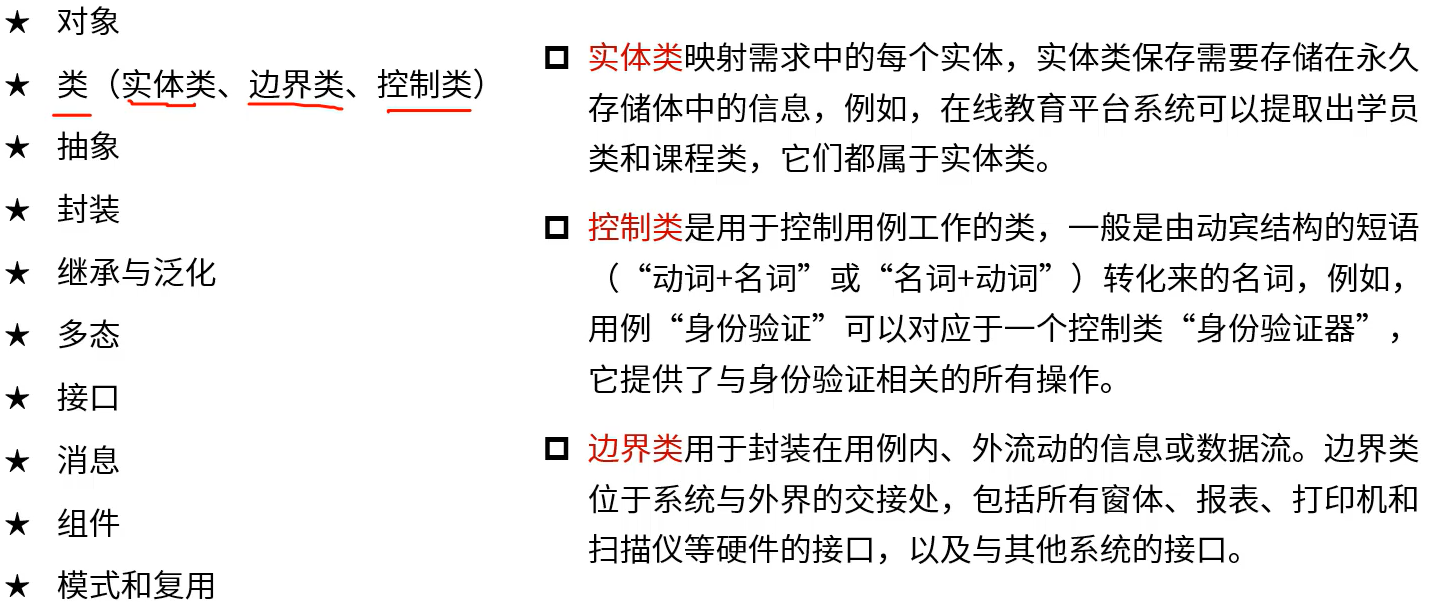 ★ 对象
★ 类（实体类、边界类、控制类）
★ 抽象
★ 封装
★ 继承与泛化
★ 多态
★ 接口
★ 消息
★ 组件
★ 模式和复用
实体类映射需求中的每个实体，实体类保存需要存储在永久
存储体中的信息，例如，在线教育平台系统可以提取出学员
类和课程类，它们都属于实体类。
控制类是用于控制用例工作的类，一般是由动宾结构的短语
（“动词+名词”或“名词+动词”）转化来的名词，例如，
用例“身份验证”可以对应于一个控制类“身份验证器”，
它提供了与身份验证相关的所有操作。
边界类用于封装在用例内、外流动的信息或数据流。边界类
位于系统与外界的交接处，包括所有窗体、报表、打印机和
扫描仪等硬件的接口，以及与其他系统的接口。